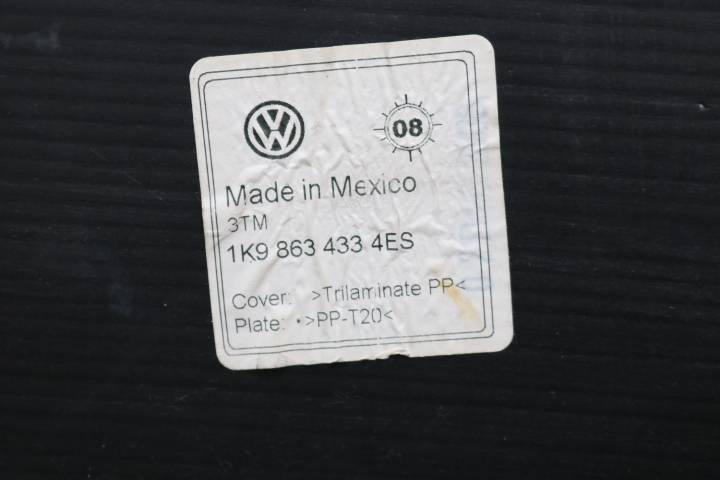 VW
08
Made in Mexico
3TM
1K9 863 433 4ES
Cover: >Trilaminate PP<
Plate: •>PP-T20<